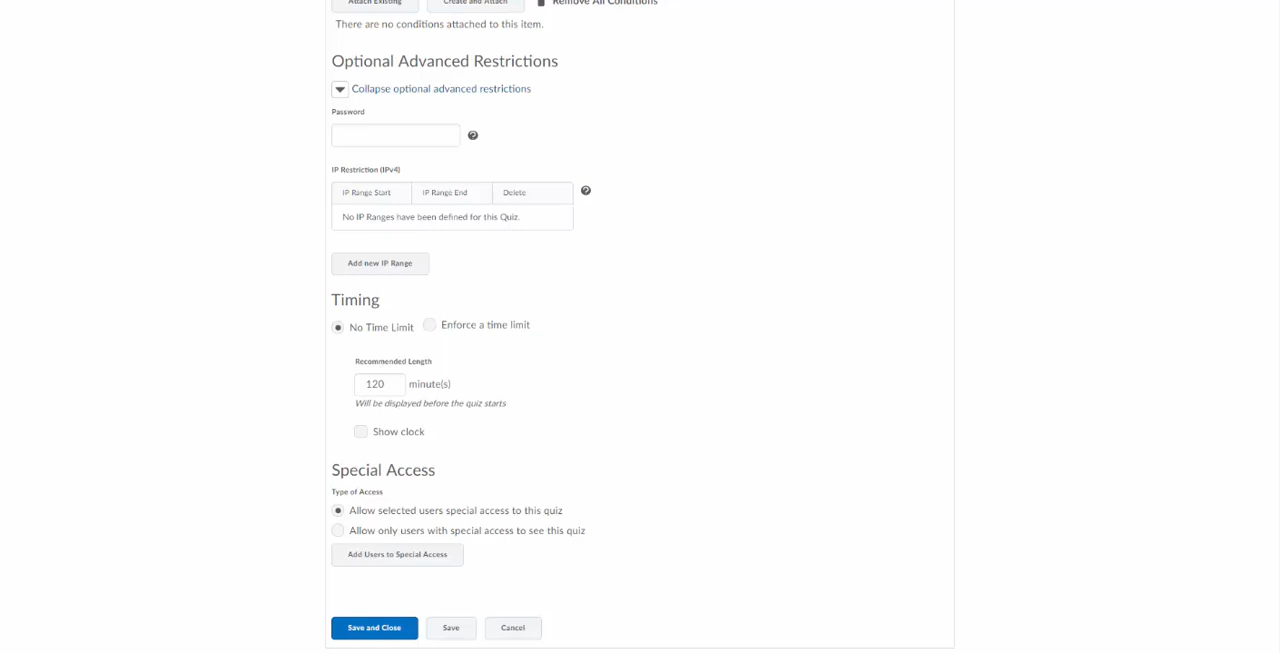 Attach Existing Create and Attach Remove All Conditions
There are no conditions attached to this item.
Optional Advanced Restrictions
Collapse optional advanced restrictions
Password
IP Restriction (IPv4)
IP Range Start IP Range End Delete
No IP Ranges have been defined for this Quiz.
Add new IP Range
Timing
No Time Limit Enforce a time limit
Recommended Length
120 minute(s)
Will be displayed before the quiz starts
Show clock
Special Access
Type of Access
Allow selected users special access to this quiz
Allow only users with special access to see this quiz
Add Users to Special Access
Save and Close Save Cancel